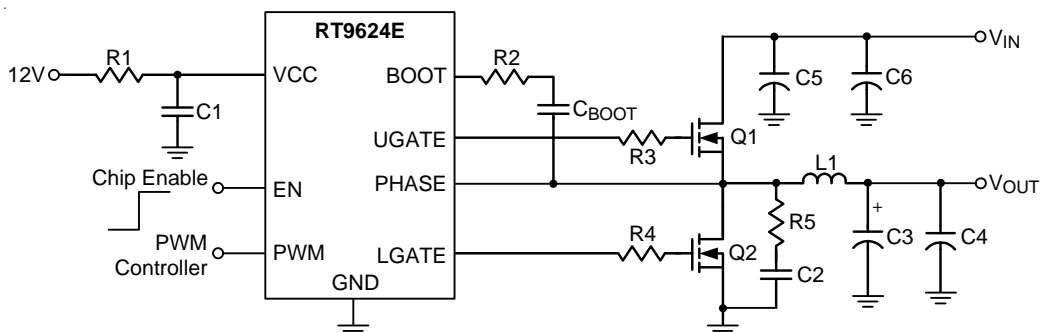 RT9624E
12V
R1
VCC
C1
BOOT
R2
C_BOOT
UGATE
R3
Q1
C5
C6
V_IN
Chip Enable
EN
PHASE
L1
V_OUT
R5
+
C3
C4
PWM
Controller
PWM
LGATE
R4
Q2
C2
GND